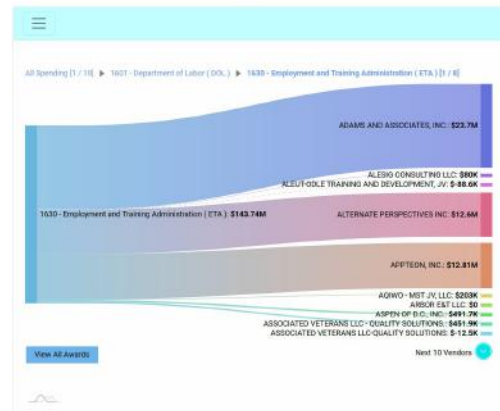 All Spending [1 / 18] ▶ 1601 - Department of Labor ( DOL ) ▶ 1630 - Employment and Training Administration ( ETA ) [1 / 8]
ADAMS AND ASSOCIATES, INC.: $23.7M
ALESIG CONSULTING LLC: $80K
ALEUT-ODLE TRAINING AND DEVELOPMENT, JV: $-88.6K
1630 - Employment and Training Administration ( ETA ): $143.74M
ALTERNATE PERSPECTIVES INC: $12.6M
APPTEON, INC.: $12.81M
AQIWO - MST JV, LLC: $203K
ARBOR E&T LLC: $0
ASPEN OF D.C., INC.: $491.7K
ASSOCIATED VETERANS LLC - QUALITY SOLUTIONS,: $451.9K
ASSOCIATED VETERANS LLC-QUALITY SOLUTIONS: $-12.5K
View All Awards
Next 10 Vendors